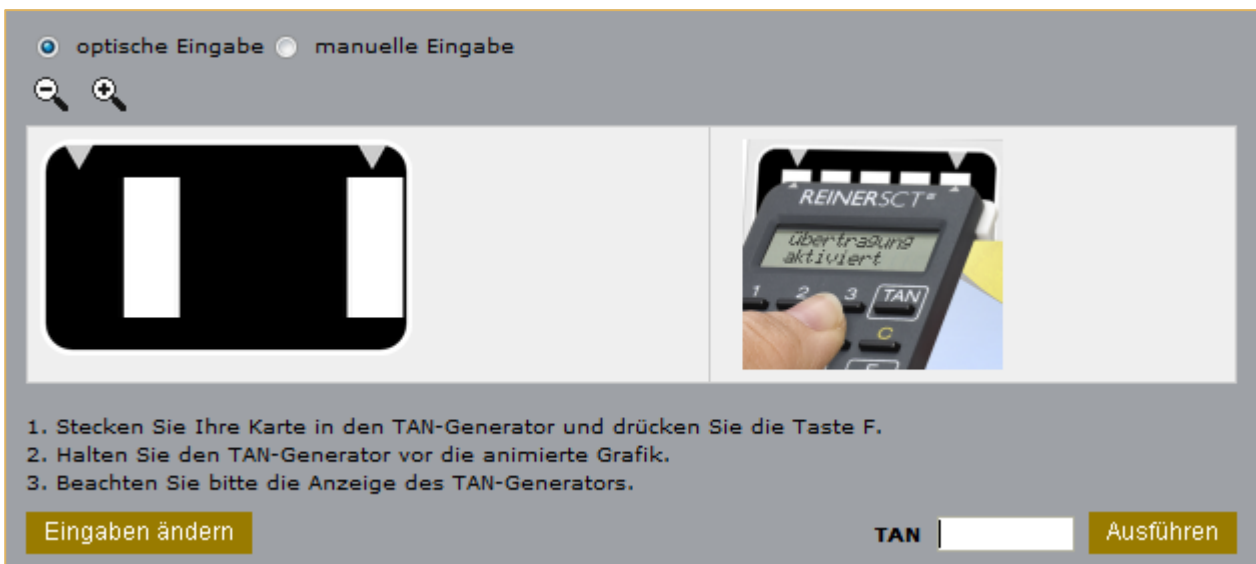 optische Eingabe manuelle Eingabe
REINERSCT
übertragung
aktiviert
1 2 3 TAN
C
F
1. Stecken Sie Ihre Karte in den TAN-Generator und drücken Sie die Taste F.
2. Halten Sie den TAN-Generator vor die animierte Grafik.
3. Beachten Sie bitte die Anzeige des TAN-Generators.
Eingaben ändern TAN Ausführen